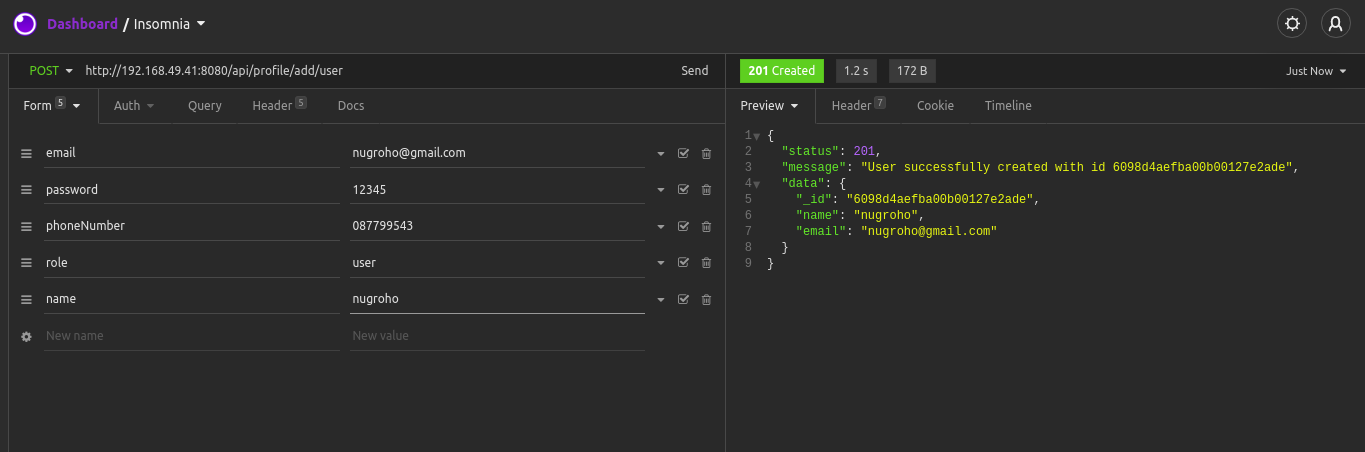 Dashboard / Insomnia
POST http://192.168.49.41:8080/api/profile/add/user Send
201 Created 1.2 s 172 B Just Now
Form 5 Auth Query Header 5 Docs
Preview Header 7 Cookie Timeline
email nugroho@gmail.com
password 12345
phoneNumber 087799543
role user
name nugroho
New name New value
1 {
2 "status": 201,
3 "message": "User successfully created with id 6098d4aefba00b00127e2ade",
4 "data": {
5 "_id": "6098d4aefba00b00127e2ade",
6 "name": "nugroho",
7 "email": "nugroho@gmail.com"
8 }
9 }